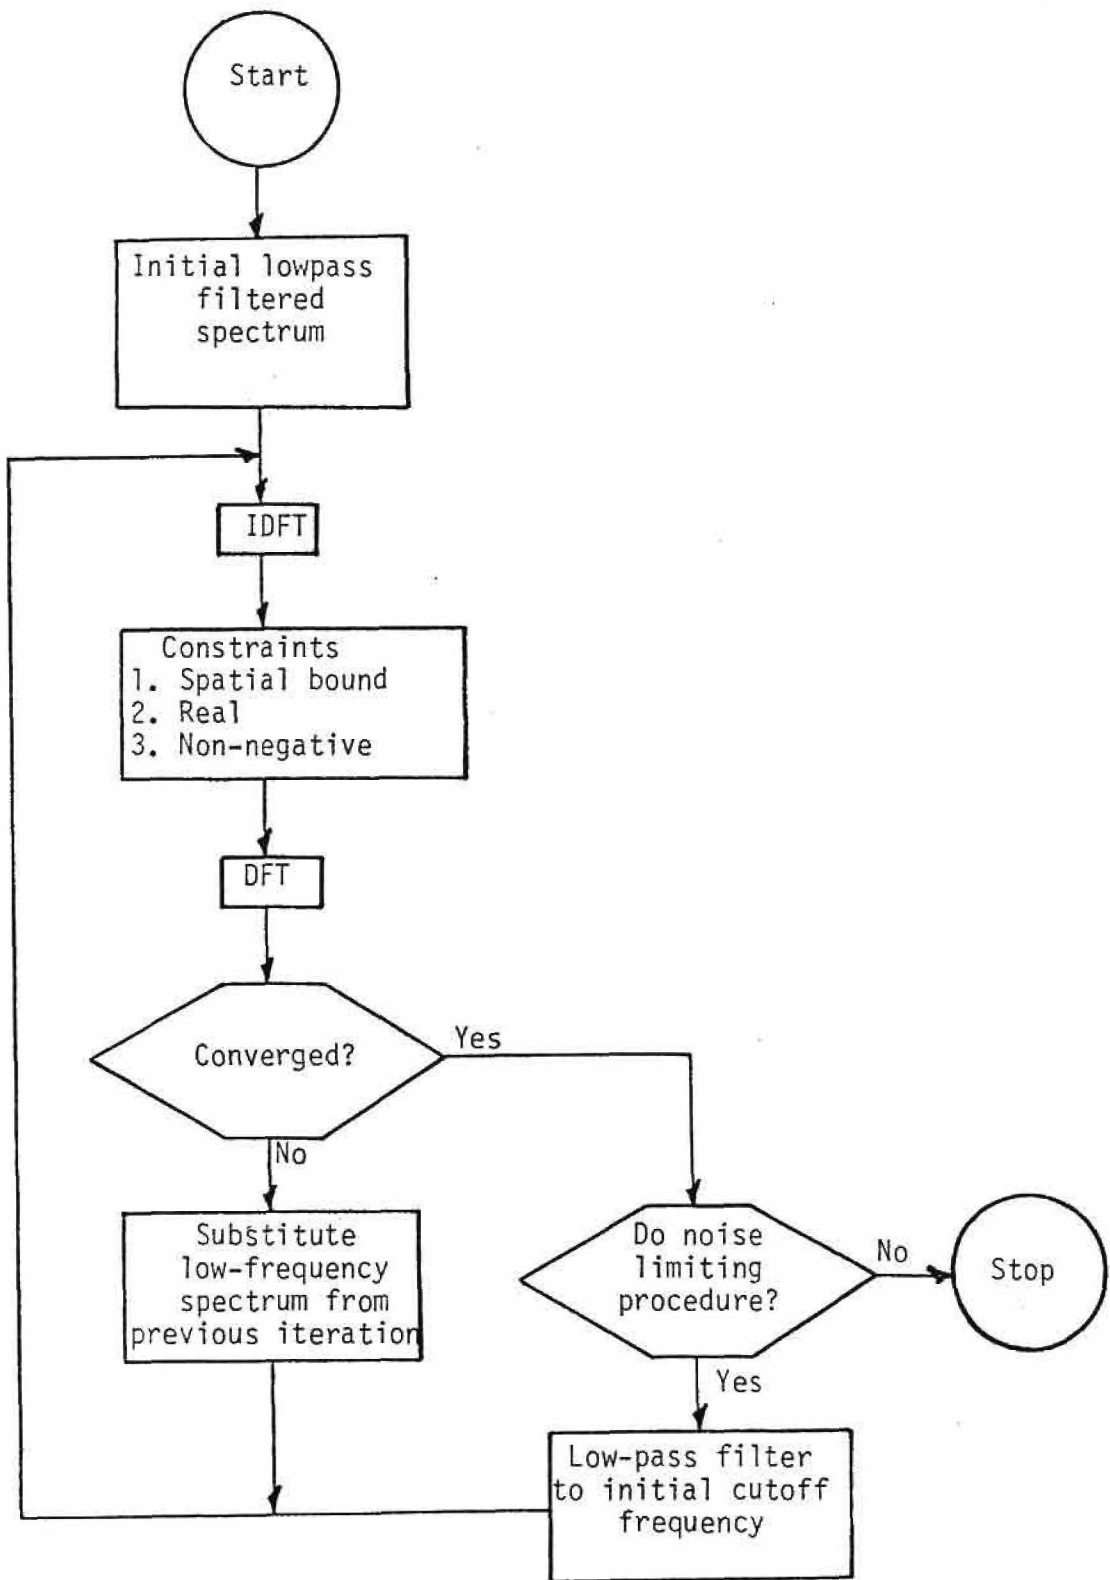 Start
Initial lowpass
filtered
spectrum
IDFT
Constraints
1. Spatial bound
2. Real
3. Non-negative
DFT
Converged?
Yes
No
Substitute
low-frequency
spectrum from
previous iteration
Do noise
limiting
procedure?
No
Stop
Yes
Low-pass filter
to initial cutoff
frequency